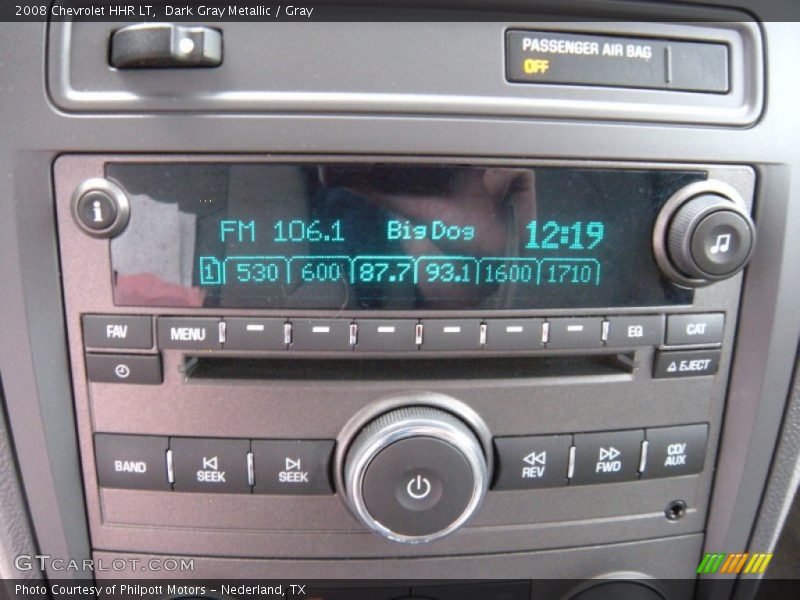 2008 Chevrolet HHR LT,  Dark Gray Metallic / Gray
PASSENGER AIR BAG
OFF
i
FM 106.1 Big Dog 12:19
1 530 600 87.7 93.1 1600 1710
FAV MENU EQ CAT
EJECT
BAND SEEK SEEK REV FWD CD/
AUX
GTCARLOT.COM
Photo Courtesy of Philpott Motors – Nederland, TX